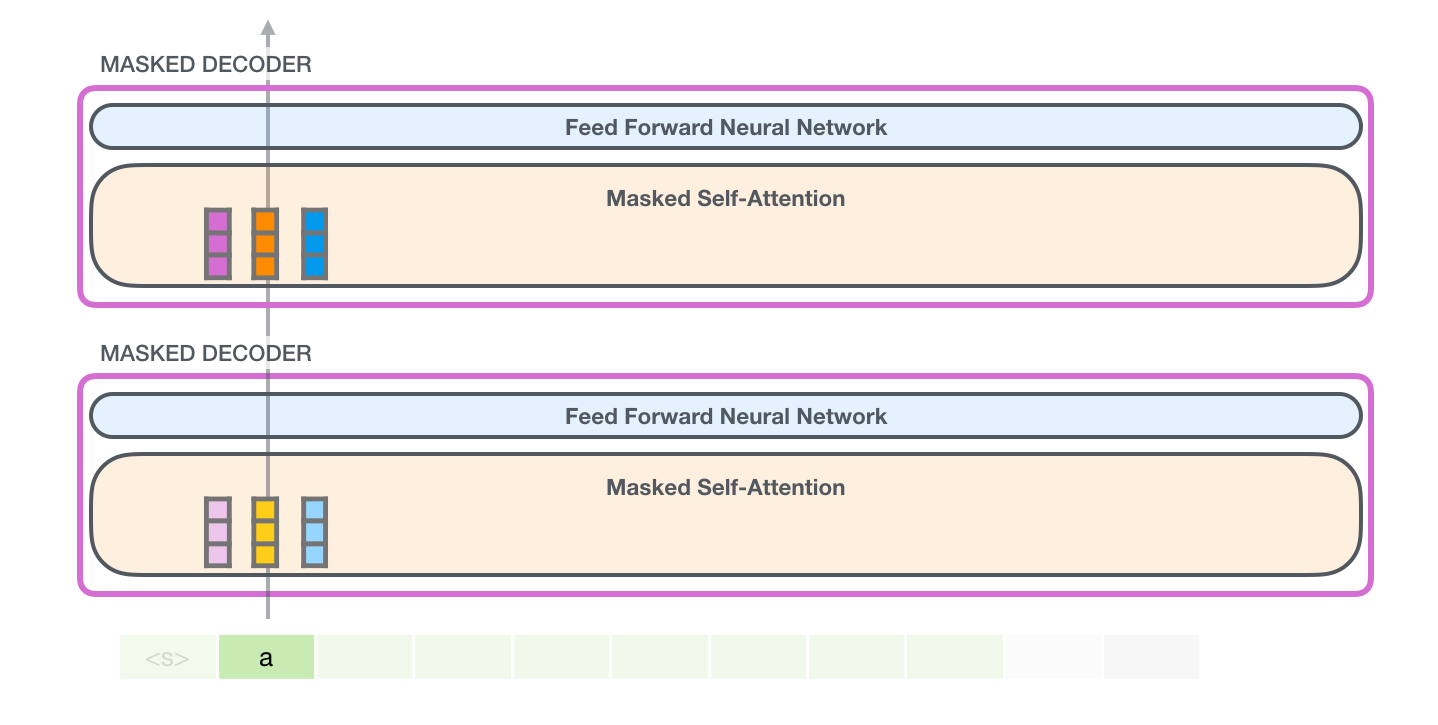 MASKED DECODER
Feed Forward Neural Network
Masked Self-Attention
MASKED DECODER
Feed Forward Neural Network
Masked Self-Attention
<s> a